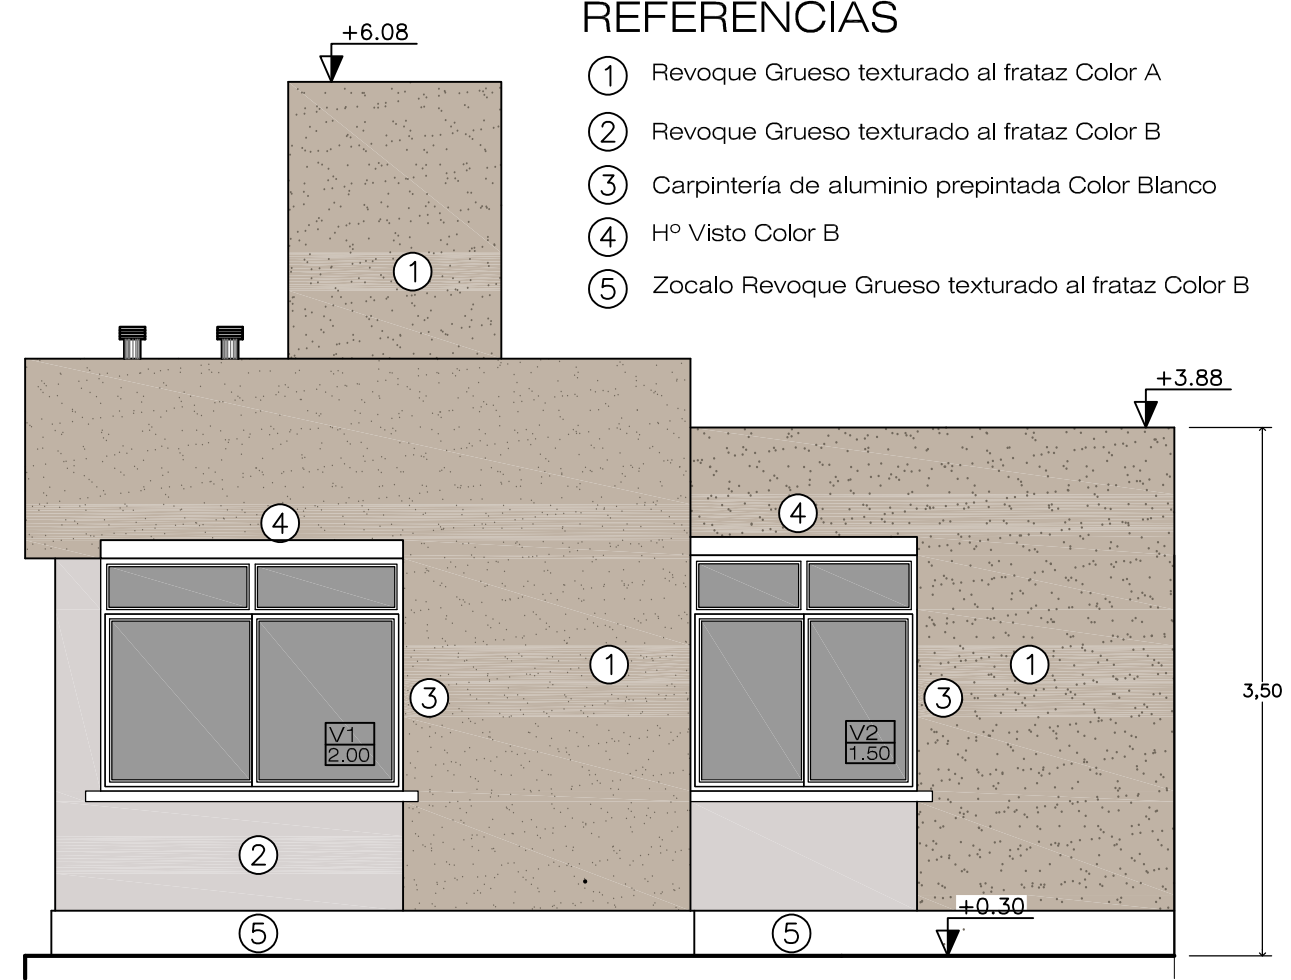 REFERENCIAS
+6.08
1 Revoque Grueso texturado al frataz Color A
2 Revoque Grueso texturado al frataz Color B
3 Carpintería de aluminio prepintada Color Blanco
4 Hº Visto Color B
5 Zocalo Revoque Grueso texturado al frataz Color B
1
+3.88
4
4
1
1
3
3
3,50
V1
2.00
V2
1.50
2
+0.30
5
5